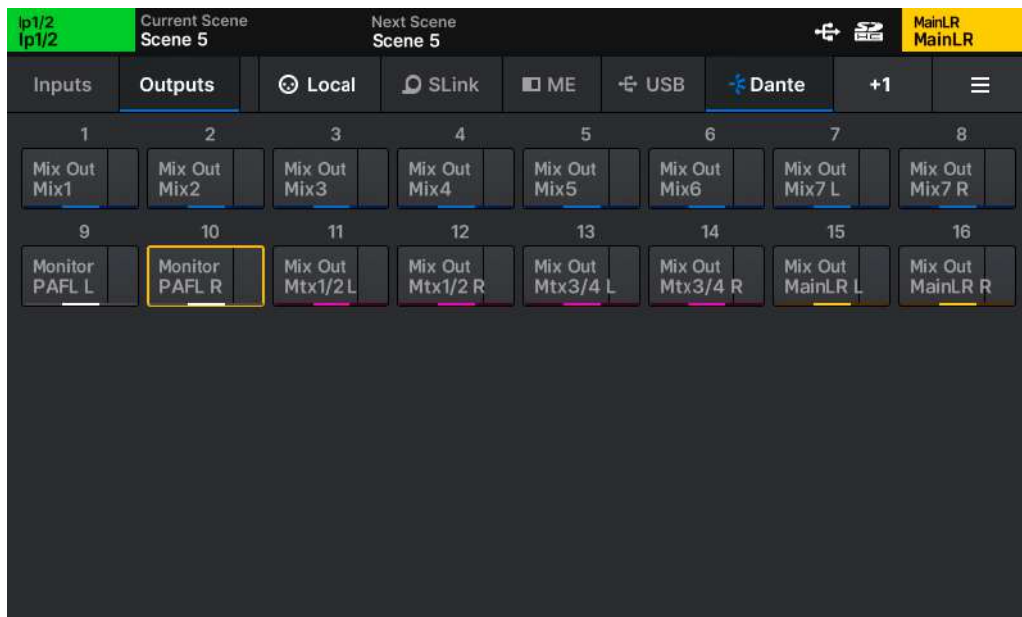 Ip1/2
Ip1/2
Current Scene
Scene 5
Next Scene
Scene 5
MainLR
MainLR
Inputs
Outputs
Local
SLink
ME
USB
Dante
+1
1 2 3 4 5 6 7 8
Mix Out
Mix1
Mix Out
Mix2
Mix Out
Mix3
Mix Out
Mix4
Mix Out
Mix5
Mix Out
Mix6
Mix Out
Mix7 L
Mix Out
Mix7 R
9 10 11 12 13 14 15 16
Monitor
PAFL L
Monitor
PAFL R
Mix Out
Mtx1/2 L
Mix Out
Mtx1/2 R
Mix Out
Mtx3/4 L
Mix Out
Mtx3/4 R
Mix Out
MainLR L
Mix Out
MainLR R